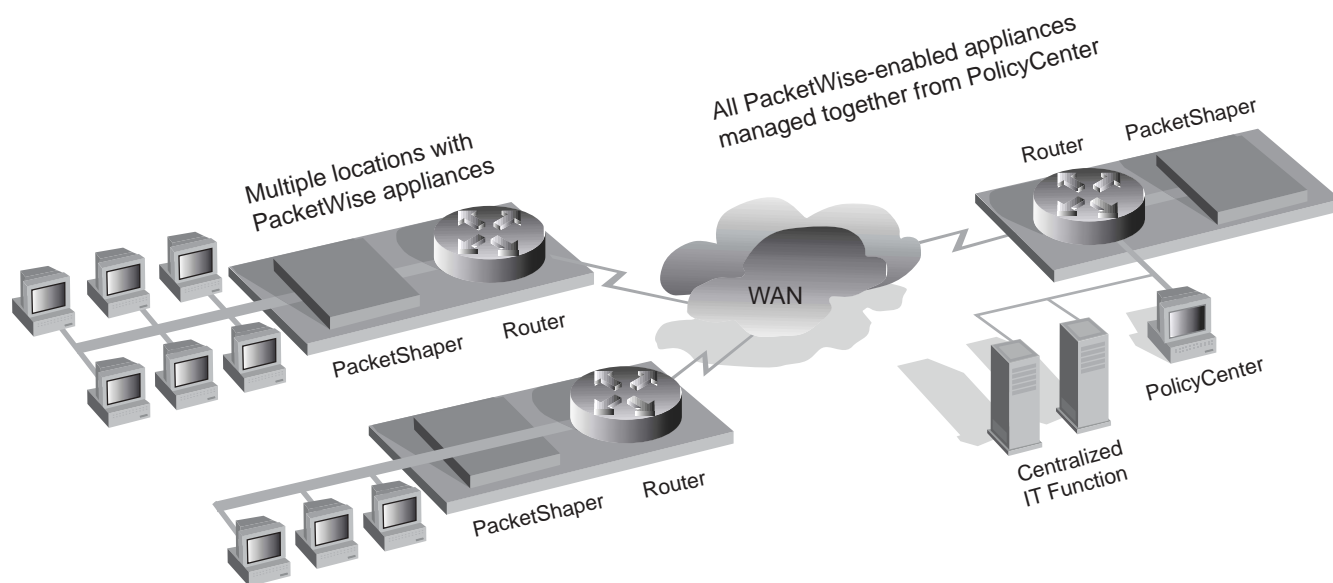 All PacketWise-enabled appliances
managed together from PolicyCenter
Multiple locations with
PacketWise appliances
Router
PacketShaper
WAN
PacketShaper
Router
PolicyCenter
PacketShaper
Router
Centralized
IT Function